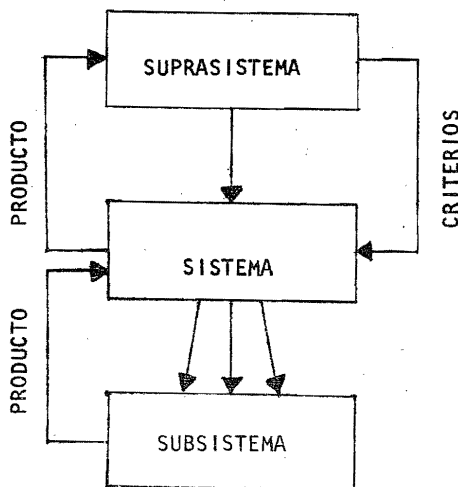 SUPRASISTEMA
PRODUCTO
CRITERIOS
SISTEMA
PRODUCTO
SUBSISTEMA